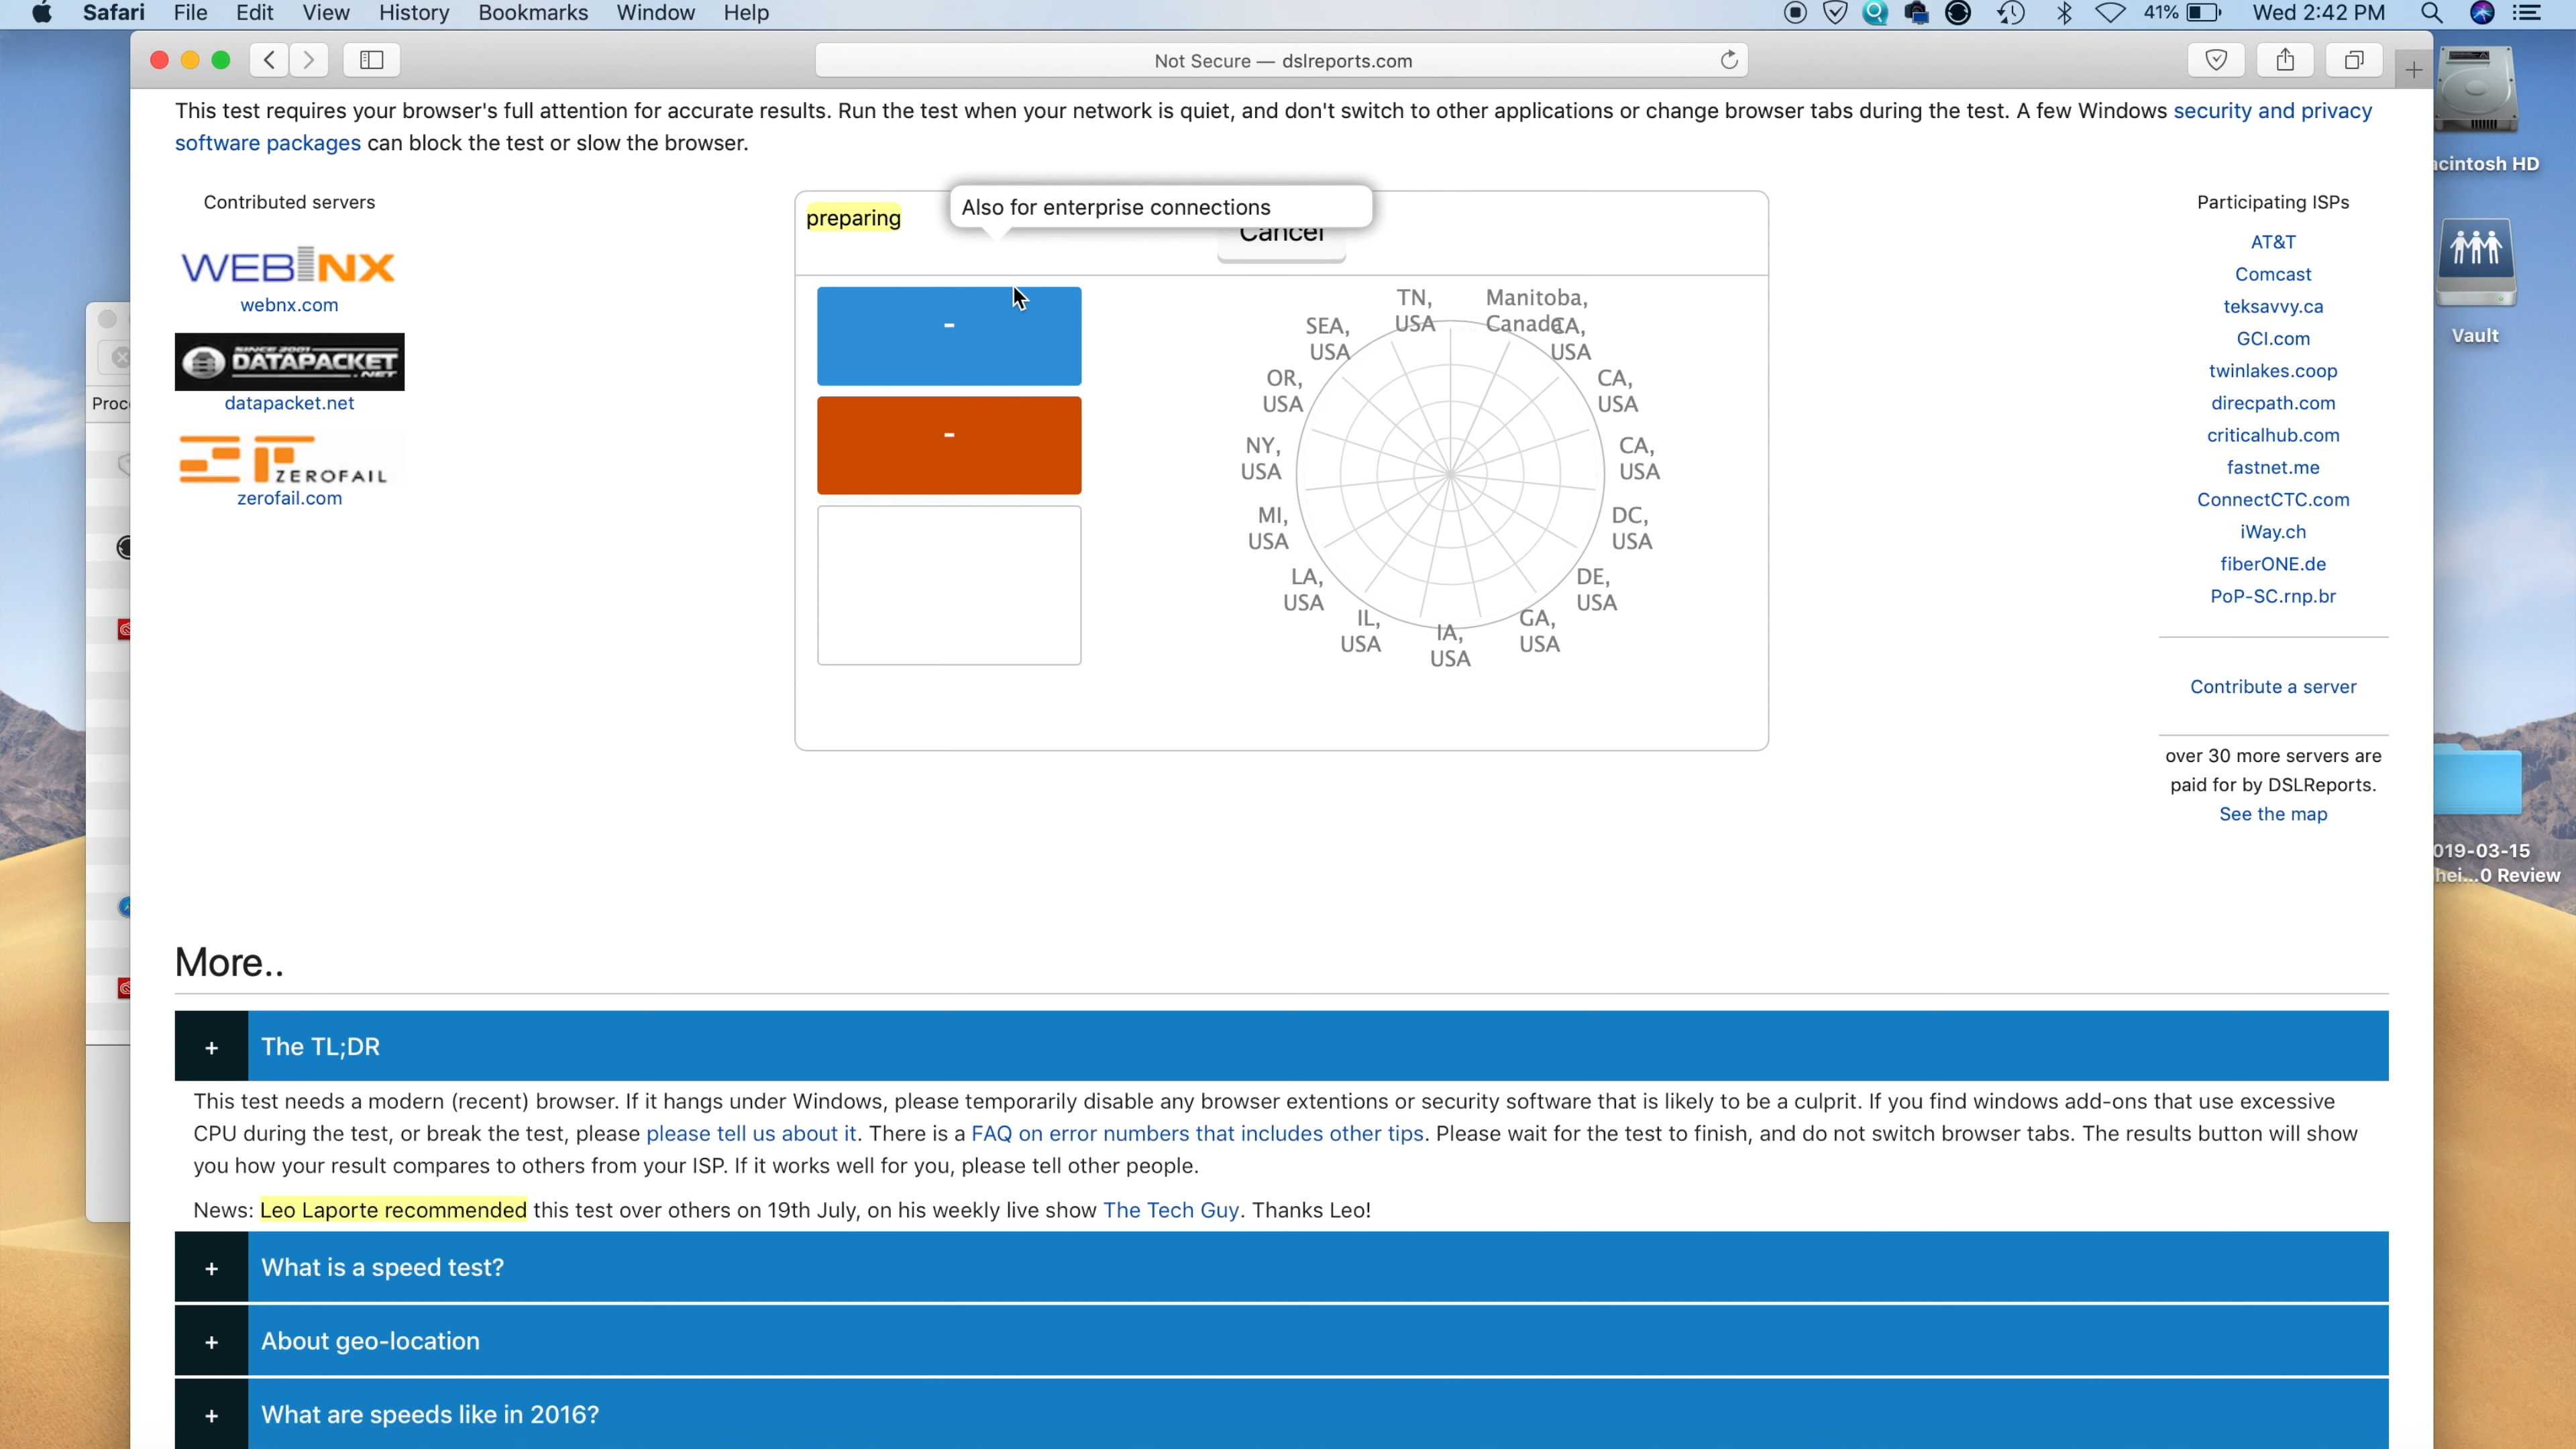 Safari File Edit View History Bookmarks Window Help 41% Wed 2:42 PM
Not Secure — dslreports.com
This test requires your browser's full attention for accurate results. Run the test when your network is quiet, and don't switch to other applications or change browser tabs during the test. A few Windows security and privacy
software packages can block the test or slow the browser.
Contributed servers
WEBNX
webnx.com
SINCE 2001
DATAPACKET
.NET
datapacket.net
ZEROFAIL
zerofail.com
preparing
Also for enterprise connections
Cancel
-
-
TN,
USA
Manitoba,
Canada
CA,
USA
CA,
USA
CA,
USA
DC,
USA
DE,
USA
GA,
USA
IA,
USA
IL,
USA
LA,
USA
MI,
USA
NY,
USA
OR,
USA
SEA,
USA
Participating ISPs
AT&T
Comcast
teksavvy.ca
GCI.com
twinlakes.coop
direcpath.com
criticalhub.com
fastnet.me
ConnectCTC.com
iWay.ch
fiberONE.de
PoP-SC.rnp.br
Contribute a server
over 30 more servers are
paid for by DSLReports.
See the map
More..
+ The TL;DR
This test needs a modern (recent) browser. If it hangs under Windows, please temporarily disable any browser extentions or security software that is likely to be a culprit. If you find windows add-ons that use excessive
CPU during the test, or break the test, please please tell us about it. There is a FAQ on error numbers that includes other tips. Please wait for the test to finish, and do not switch browser tabs. The results button will show
you how your result compares to others from your ISP. If it works well for you, please tell other people.
News: Leo Laporte recommended this test over others on 19th July, on his weekly live show The Tech Guy. Thanks Leo!
+ What is a speed test?
+ About geo-location
+ What are speeds like in 2016?
Proc
acintosh HD
Vault
019-03-15
hei...0 Review